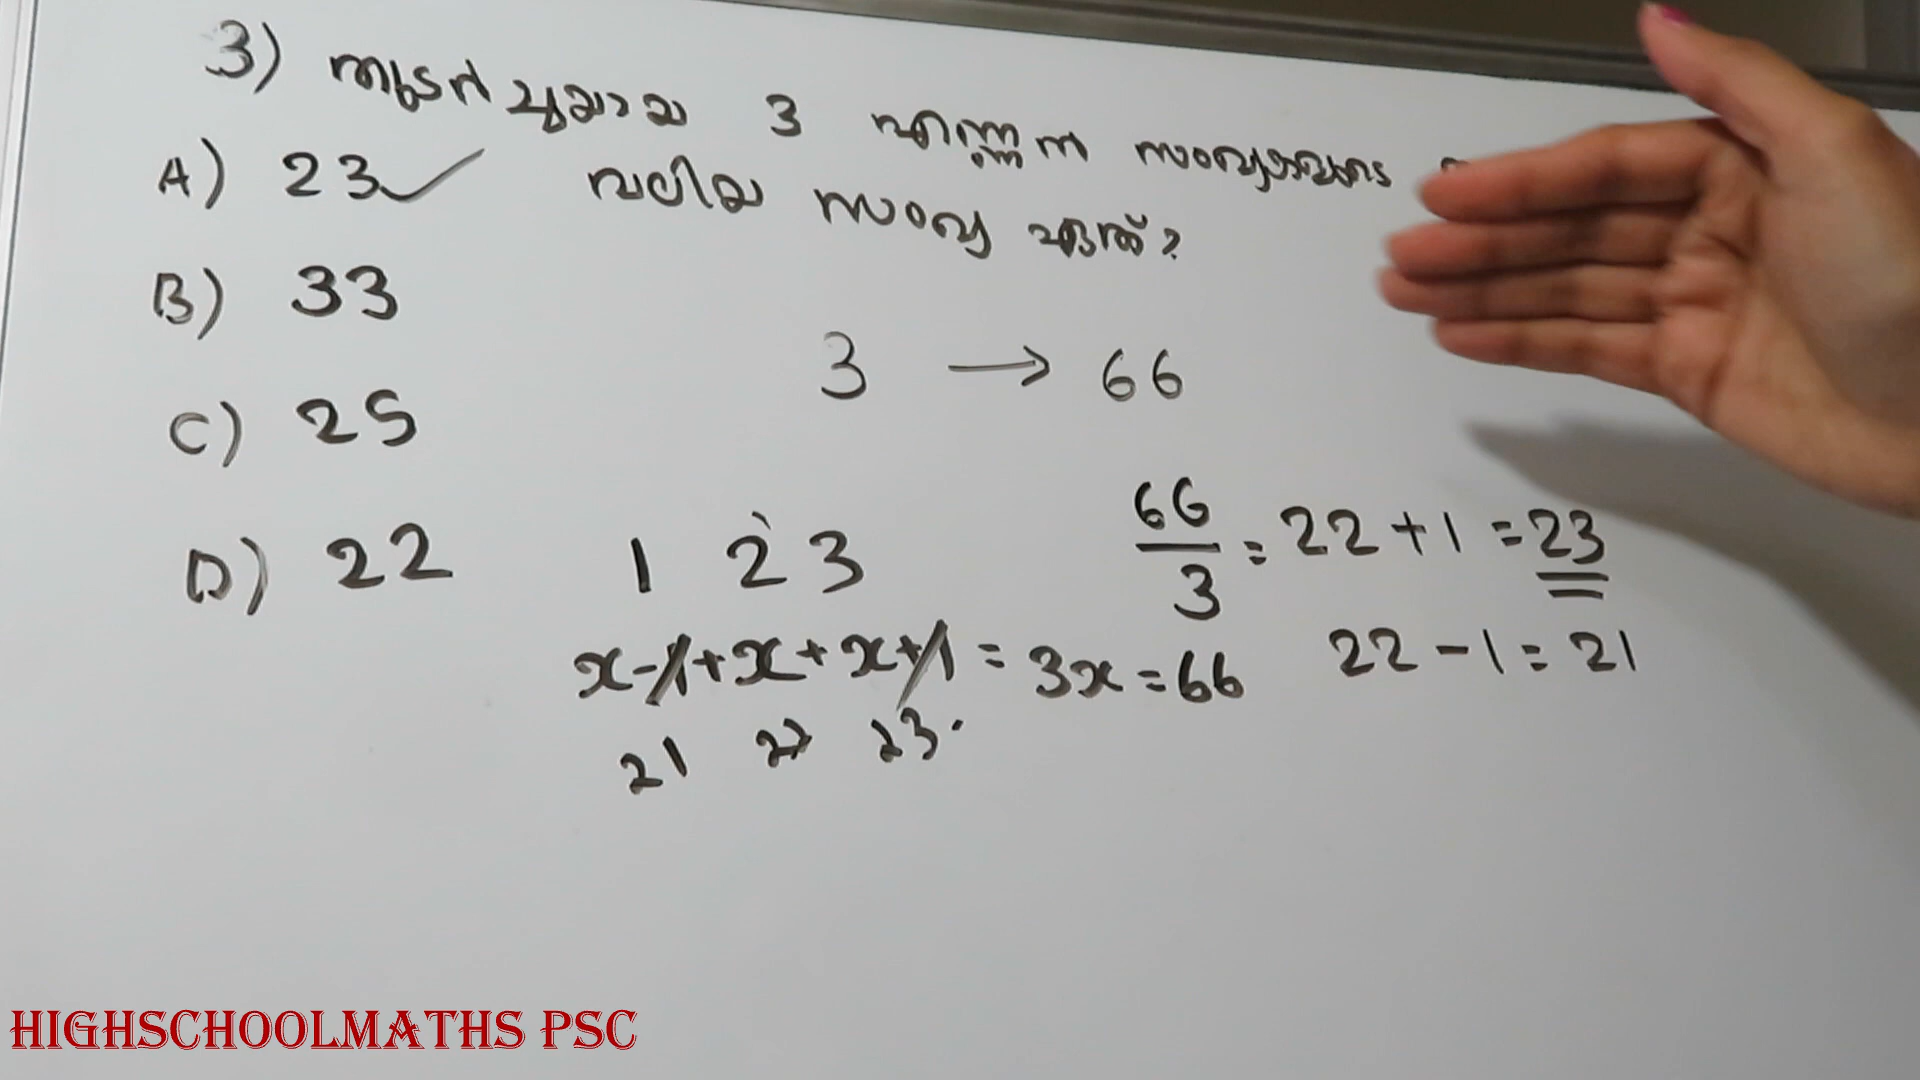 3) തുടർച്ചയായ 3 എണ്ണൽ സംഖ്യകളുടെ
A) 23 ✓ വലിയ സംഖ്യ ഏത്?
B) 33
3 → 66
C) 25
66/3 = 22 + 1 = 23
D) 22 1 2 3
x-1+x+x+1 = 3x = 66 22 - 1 = 21
21 22 23.
HIGHSCHOOLMATHS PSC